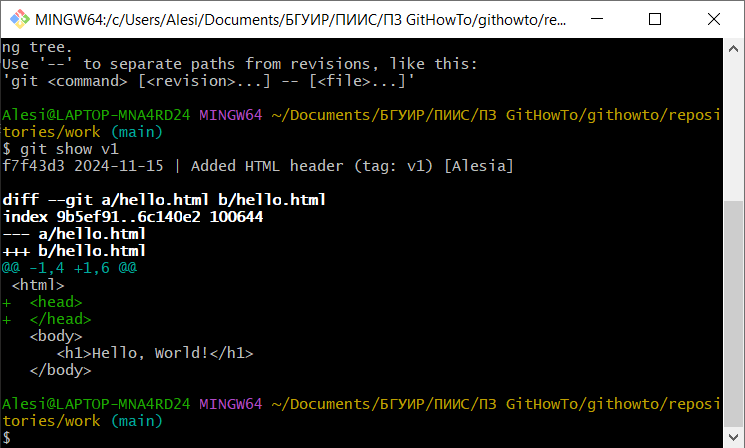 MINGW64:/c/Users/Alesi/Documents/БГУИР/ПИИС/ПЗ GitHowTo/githowto/re...
ng tree.
Use '--' to separate paths from revisions, like this:
'git <command> [<revision>...] -- [<file>...]'
Alesi@LAPTOP-MNA4RD24 MINGW64 ~/Documents/БГУИР/ПИИС/ПЗ GitHowTo/githowto/reposi
tories/work (main)
$ git show v1
f7f43d3 2024-11-15 | Added HTML header (tag: v1) [Alesia]
diff --git a/hello.html b/hello.html
index 9b5ef91..6c140e2 100644
--- a/hello.html
+++ b/hello.html
@@ -1,4 +1,6 @@
 <html>
+  <head>
+  </head>
   <body>
      <h1>Hello, World!</h1>
   </body>
Alesi@LAPTOP-MNA4RD24 MINGW64 ~/Documents/БГУИР/ПИИС/ПЗ GitHowTo/githowto/reposi
tories/work (main)
$